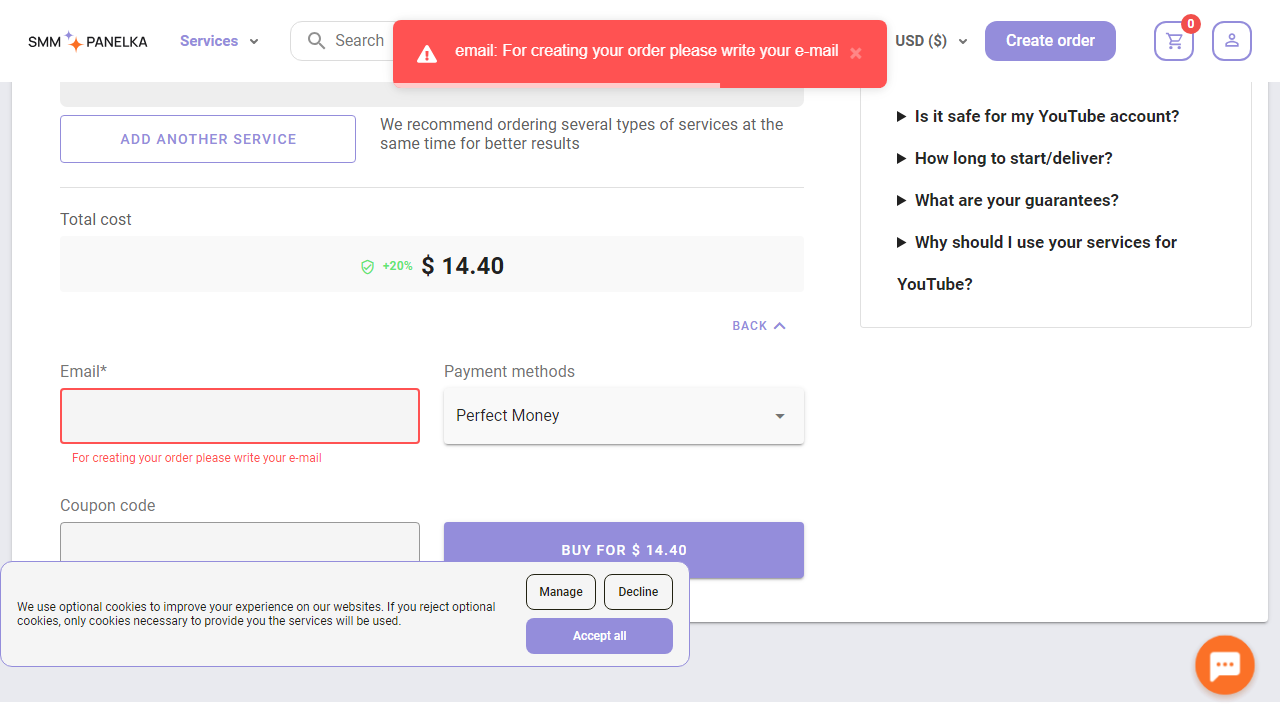 SMM PANELKA
Services
Search
email: For creating your order please write your e-mail
×
USD ($)
Create order
0
ADD ANOTHER SERVICE
We recommend ordering several types of services at the
same time for better results
Total cost
+20% $ 14.40
BACK
Email*
For creating your order please write your e-mail
Payment methods
Perfect Money
Coupon code
BUY FOR $ 14.40
Is it safe for my YouTube account?
How long to start/deliver?
What are your guarantees?
Why should I use your services for
YouTube?
We use optional cookies to improve your experience on our websites. If you reject optional
cookies, only cookies necessary to provide you the services will be used.
Manage
Decline
Accept all